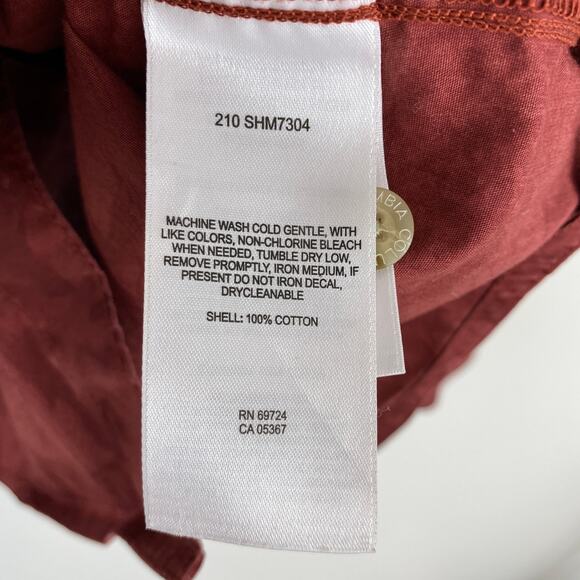 210 SHM7304
MACHINE WASH COLD GENTLE, WITH
LIKE COLORS, NON-CHLORINE BLEACH
WHEN NEEDED, TUMBLE DRY LOW,
REMOVE PROMPTLY, IRON MEDIUM, IF
PRESENT DO NOT IRON DECAL,
DRYCLEANABLE
SHELL: 100% COTTON
RN 69724
CA 05367